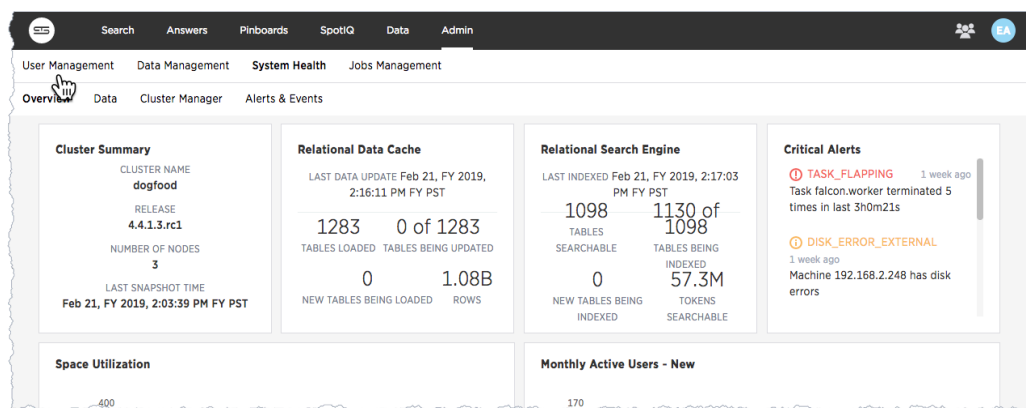 Search Answers Pinboards SpotIQ Data Admin EA
User Management Data Management System Health Jobs Management
Overview Data Cluster Manager Alerts & Events
Cluster Summary
CLUSTER NAME
dogfood
RELEASE
4.4.1.3.rc1
NUMBER OF NODES
3
LAST SNAPSHOT TIME
Feb 21, FY 2019, 2:03:39 PM FY PST
Relational Data Cache
LAST DATA UPDATE Feb 21, FY 2019,
2:16:11 PM FY PST
1283 0 of 1283
TABLES LOADED TABLES BEING UPDATED
0 1.08B
NEW TABLES BEING LOADED ROWS
Relational Search Engine
LAST INDEXED Feb 21, FY 2019, 2:17:03
PM FY PST
1098 1130 of
1098
TABLES
SEARCHABLE
TABLES BEING
INDEXED
0 57.3M
NEW TABLES BEING
INDEXED
TOKENS
SEARCHABLE
Critical Alerts
TASK_FLAPPING 1 week ago
Task falcon.worker terminated 5
times in last 3h0m21s
DISK_ERROR_EXTERNAL
1 week ago
Machine 192.168.2.248 has disk
errors
Space Utilization
400
Monthly Active Users - New
170